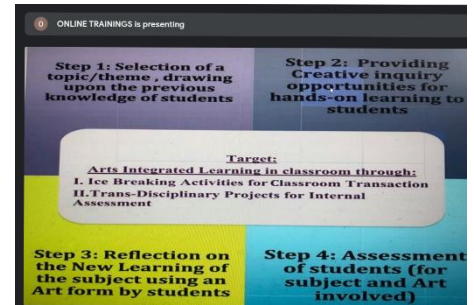 O ONLINE TRAININGS is presenting
Step 1: Selection of a
topic/theme , drawing
upon the previous
knowledge of students
Step 2: Providing
Creative inquiry
opportunities for
hands-on learning to
students
Target:
Arts Integrated Learning in classroom through:
I. Ice Breaking Activities for Classroom Transaction
II.Trans-Disciplinary Projects for Internal
Assessment
Step 3: Reflection on
the New Learning of
the subject using an
Art form by students
Step 4: Assessment
of students (for
subject and Art
involved)